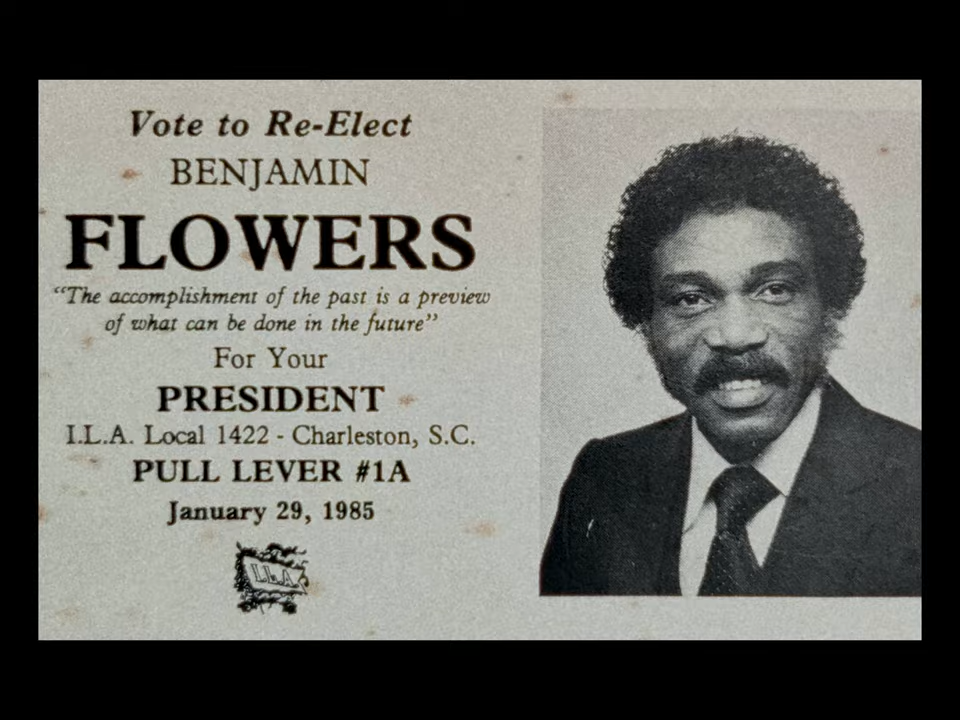 Vote to Re-Elect
BENJAMIN
FLOWERS
“The accomplishment of the past is a preview
of what can be done in the future”
For Your
PRESIDENT
I.L.A. Local 1422 - Charleston, S.C.
PULL LEVER #1A
January 29, 1985
I.L.A.